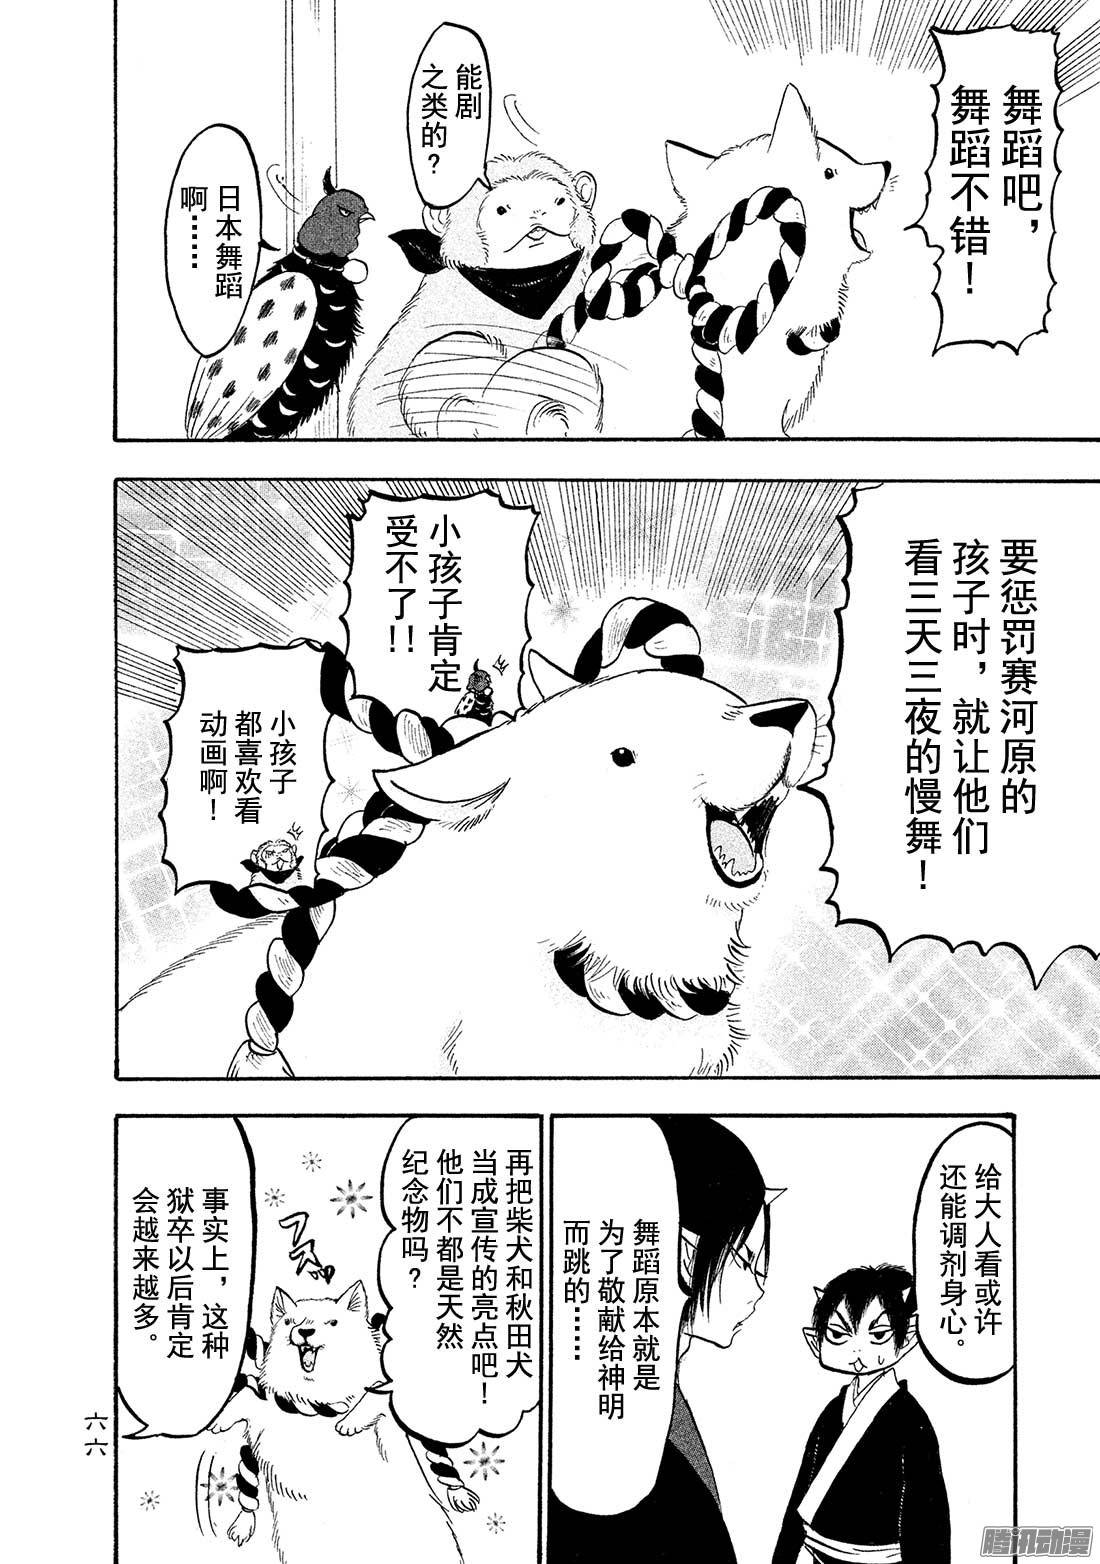 舞蹈吧，
舞蹈不错！
能剧
之类的？
日本舞蹈
啊……
要惩罚赛河原的
孩子时，就让他们
看三天三夜的慢舞！
小孩子肯定
受不了！！
小孩子
都喜欢看
动画啊！
给大人看或许
还能调剂身心。
舞蹈原本就是
为了敬献给神明
而跳的……
再把柴犬和秋田犬
当成宣传的亮点吧！
他们不都是天然
纪念物吗？
事实上，这种
狱卒以后肯定
会越来越多。
六六
腾讯动漫